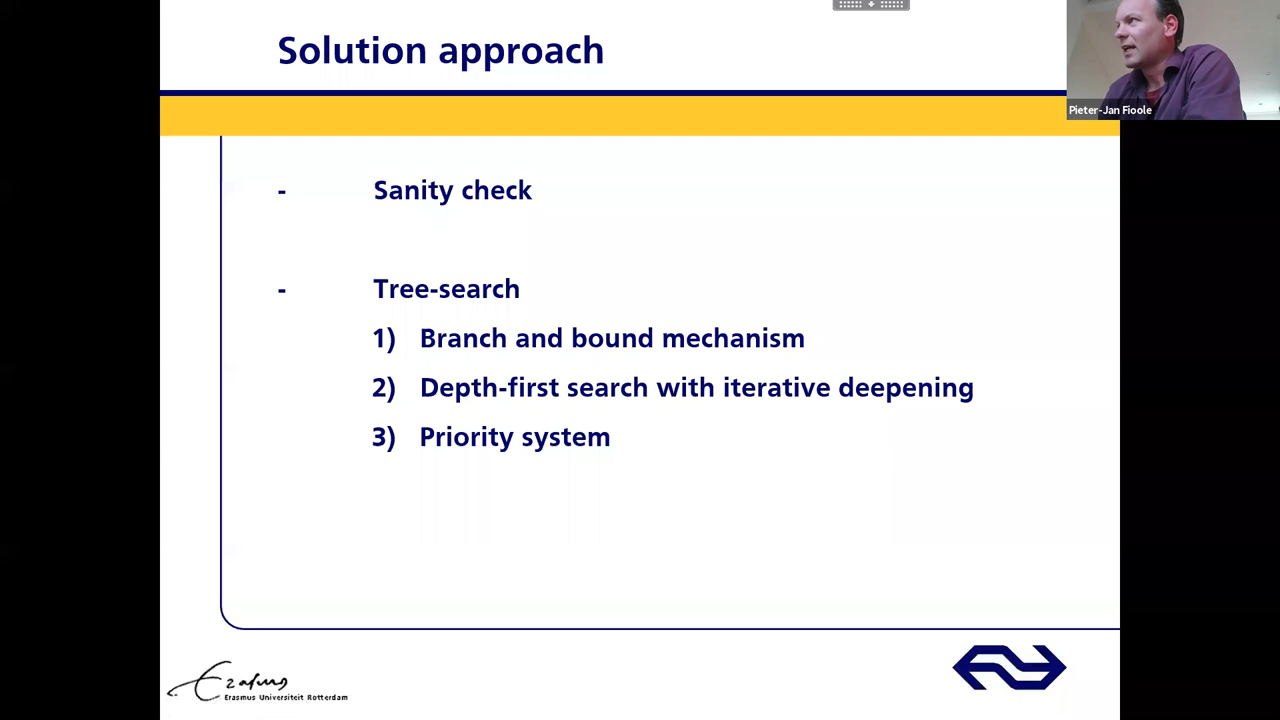 Solution approach
Pieter-Jan Fioole
- Sanity check
- Tree-search
1) Branch and bound mechanism
2) Depth-first search with iterative deepening
3) Priority system
Erasmus
Erasmus Universiteit Rotterdam